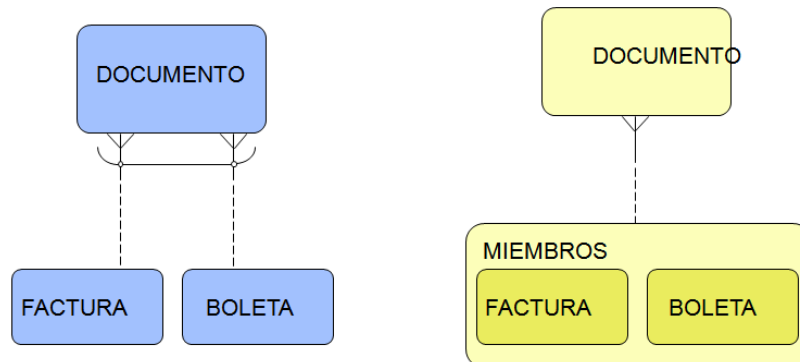 DOCUMENTO
FACTURA
BOLETA
DOCUMENTO
MIEMBROS
FACTURA
BOLETA